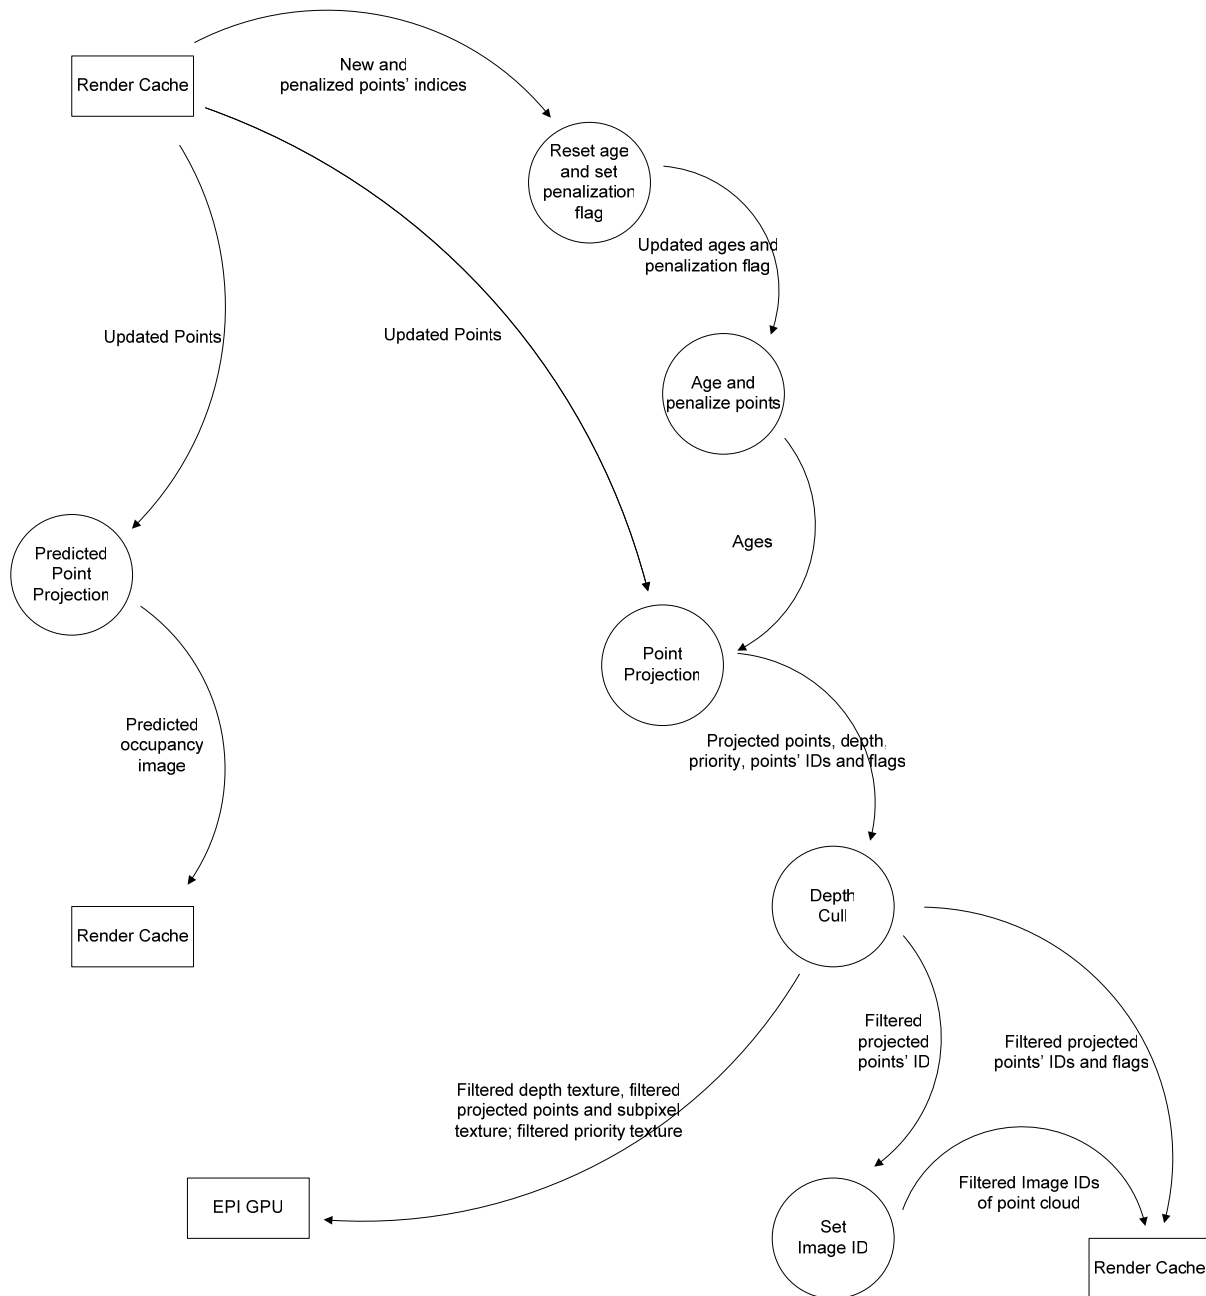 Render Cache
New and
penalized points’ indices
Reset age
and set
penalization
flag
Updated ages and
penalization flag
Updated Points
Updated Points
Age and
penalize points
Ages
Predicted
Point
Projection
Point
Projection
Predicted
occupancy
image
Projected points, depth,
priority, points’ IDs and flags
Depth
Cull
Render Cache
Filtered
projected
points’ ID
Filtered projected
points’ IDs and flags
Filtered depth texture, filtered
projected points and subpixel
texture; filtered priority texture
EPI GPU
Set
Image ID
Filtered Image IDs
of point cloud
Render Cache